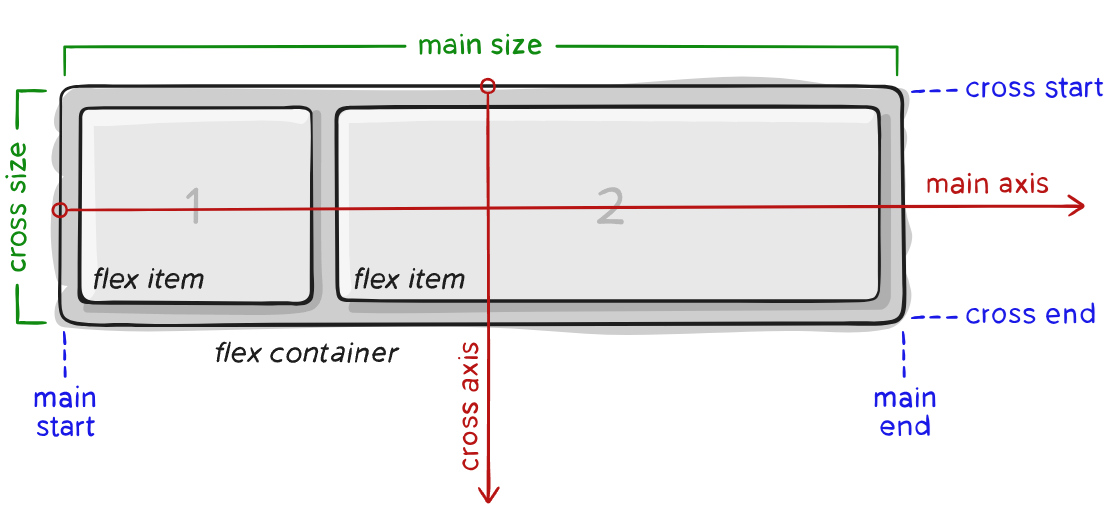 main size
cross start
cross size
main axis
1
2
flex item
flex item
cross end
flex container
cross axis
main
start
main
end